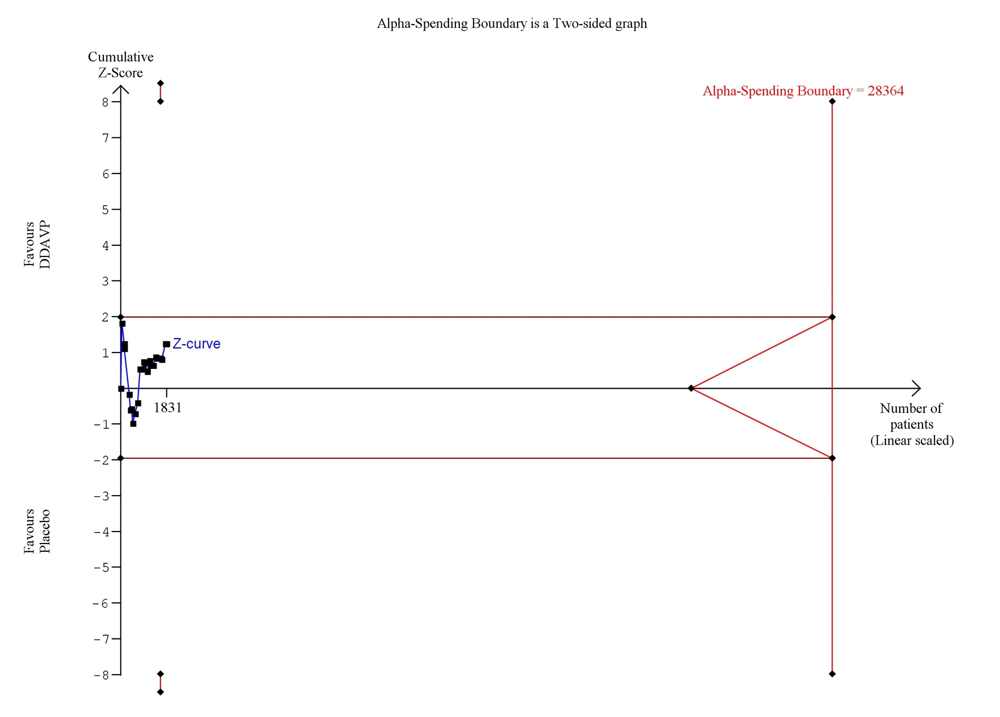 Alpha-Spending Boundary is a Two-sided graph
Cumulative
Z-Score
Alpha-Spending Boundary = 28364
8
7
6
5
4
3
2
1
-1
-2
-3
-4
-5
-6
-7
-8
Favours
DDAVP
Favours
Placebo
Z-curve
1831
Number of
patients
(Linear scaled)